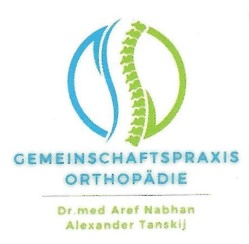 GEMEINSCHAFTSPRAXIS
ORTHOPÄDIE
Dr.med Aref Nabhan
Alexander Tanskij